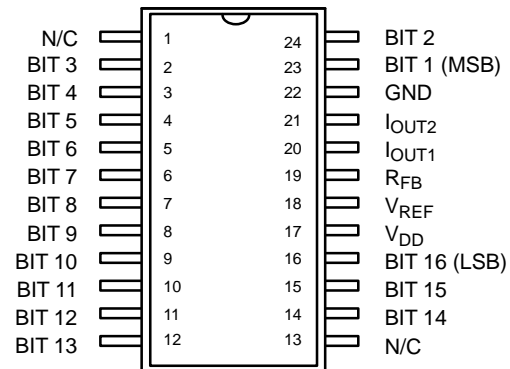 N/C 1 24 BIT 2
BIT 3 2 23 BIT 1 (MSB)
BIT 4 3 22 GND
BIT 5 4 21 IOUT2
BIT 6 5 20 IOUT1
BIT 7 6 19 RFB
BIT 8 7 18 VREF
BIT 9 8 17 VDD
BIT 10 9 16 BIT 16 (LSB)
BIT 11 10 15 BIT 15
BIT 12 11 14 BIT 14
BIT 13 12 13 N/C